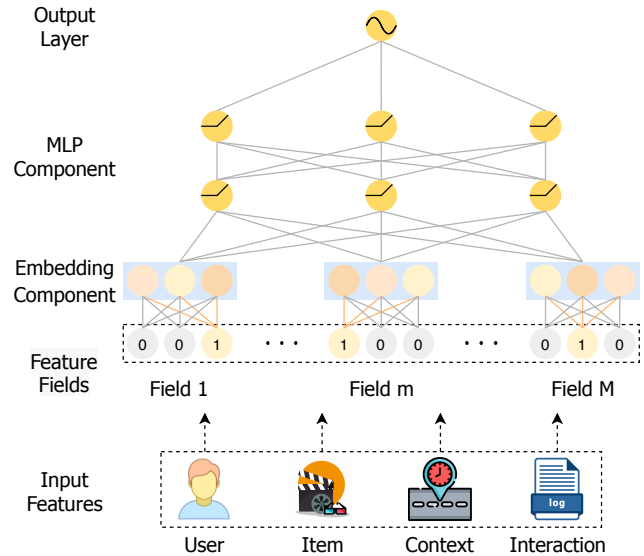 Output
Layer
MLP
Component
Embedding
Component
0 0 1 · · · 1 0 0 · · · 0 1 0
Feature
Fields
Field 1 Field m Field M
Input
Features
log
User Item Context Interaction